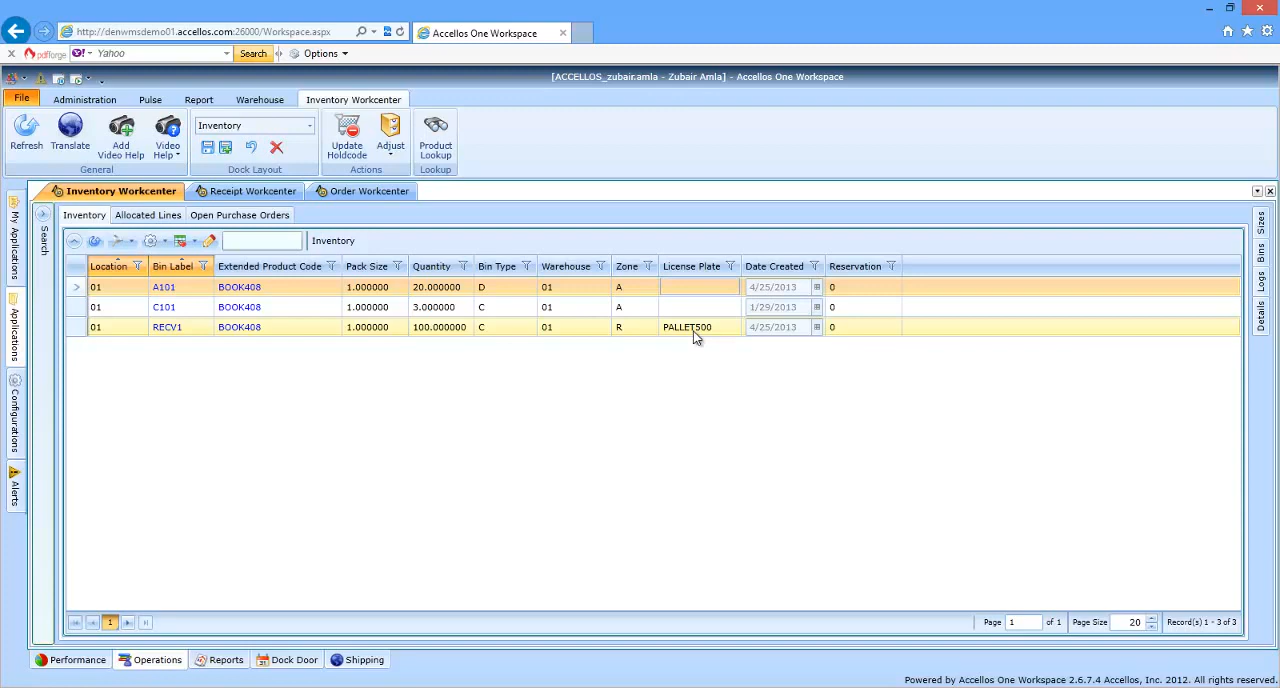 http://denwmsdemo01.accellos.com:26000/Workspace.aspx
Accellos One Workspace
pdfforge
Yahoo
Search
Options
[ACCELLOS_zubair.amla - Zubair Amla] - Accellos One Workspace
File
Administration
Pulse
Report
Warehouse
Inventory Workcenter
Refresh
Translate
Add Video Help
Video Help
General
Inventory
Dock Layout
Update Holdcode
Adjust
Actions
Product Lookup
Lookup
My Applications
Applications
Configurations
Alerts
Inventory Workcenter
Receipt Workcenter
Order Workcenter
Search
Inventory
Allocated Lines
Open Purchase Orders
Inventory
Location Bin Label Extended Product Code Pack Size Quantity Bin Type Warehouse Zone License Plate Date Created Reservation
01 A101 BOOK408 1.000000 20.000000 D 01 A 4/25/2013 0
01 C101 BOOK408 1.000000 3.000000 C 01 A 1/29/2013 0
01 RECV1 BOOK408 1.000000 100.000000 C 01 R PALLET500 4/25/2013 0
Sizes
Bins
Logs
Details
1
Page 1 of 1
Page Size 20
Record(s) 1 - 3 of 3
Performance
Operations
Reports
Dock Door
Shipping
Powered by Accellos One Workspace 2.6.7.4 Accellos, Inc. 2012. All rights reserved.